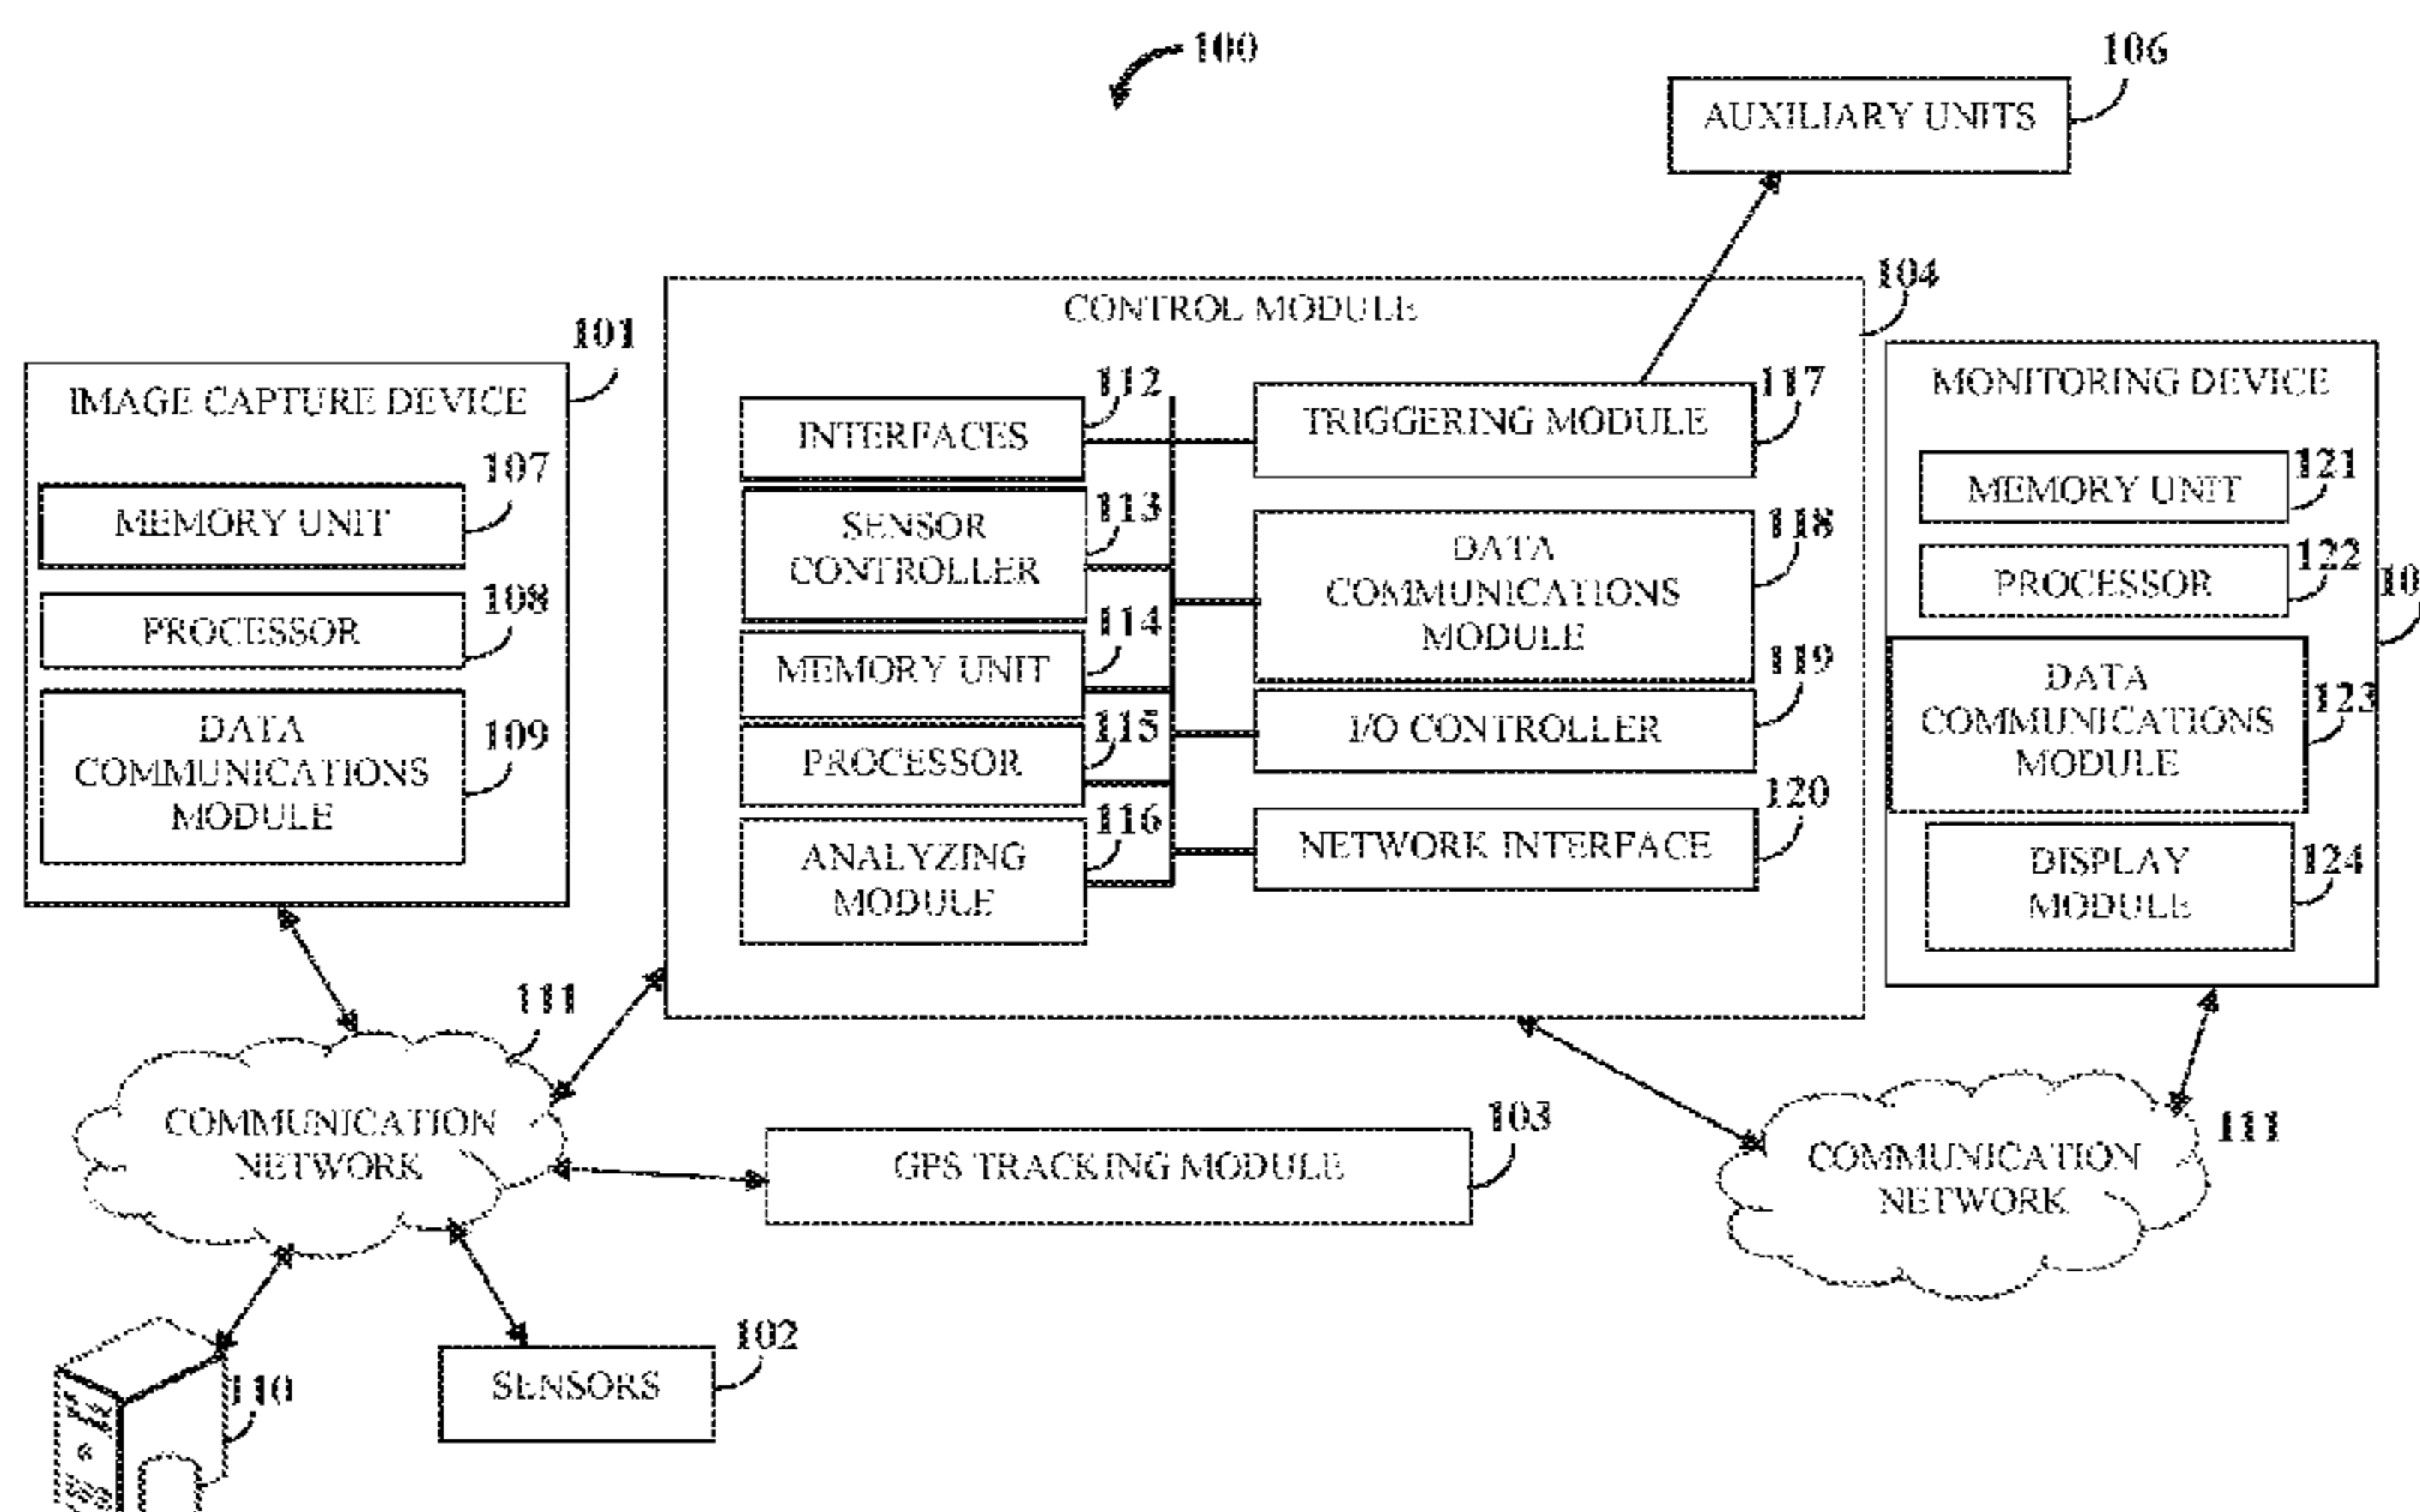 100
106
AUXILIARY UNITS
104
CONTROL MODULE
101
IMAGE CAPTURE DEVICE
107
MEMORY UNIT
108
PROCESSOR
109
DATA
COMMUNICATIONS
MODULE
112
INTERFACES
113
SENSOR
CONTROLLER
114
MEMORY UNIT
115
PROCESSOR
116
ANALYZING
MODULE
117
TRIGGERING MODULE
118
DATA
COMMUNICATIONS
MODULE
119
I/O CONTROLLER
120
NETWORK INTERFACE
MONITORING DEVICE
121
MEMORY UNIT
122
PROCESSOR
123
DATA
COMMUNICATIONS
MODULE
124
DISPLAY
MODULE
111
COMMUNICATION
NETWORK
103
GPS TRACKING MODULE
111
COMMUNICATION
NETWORK
102
SENSORS
110